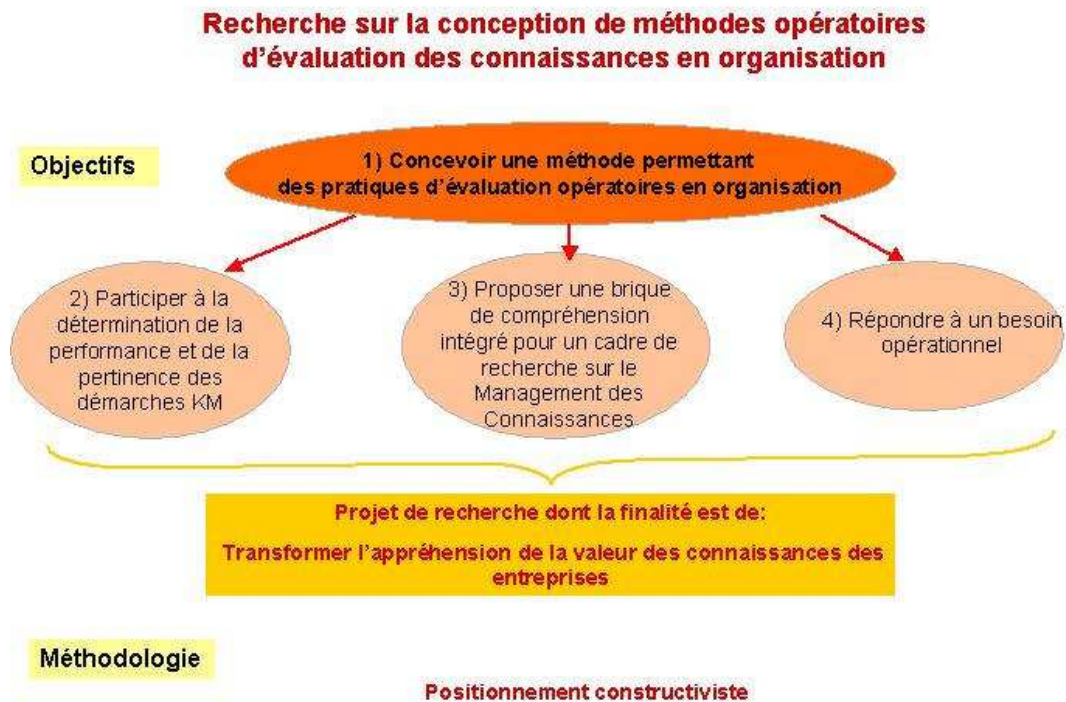 Recherche sur la conception de méthodes opératoires
d'évaluation des connaissances en organisation
Objectifs
1) Concevoir une méthode permettant
des pratiques d'évaluation opératoires en organisation
2) Participer à la
détermination de la
performance et de la
pertinence des
démarches KM
3) Proposer une brique
de compréhension
intégré pour un cadre de
recherche sur le
Management des
Connaissances
4) Répondre à un besoin
opérationnel
Projet de recherche dont la finalité est de:
Transformer l'appréhension de la valeur des connaissances des
entreprises
Méthodologie
Positionnement constructiviste